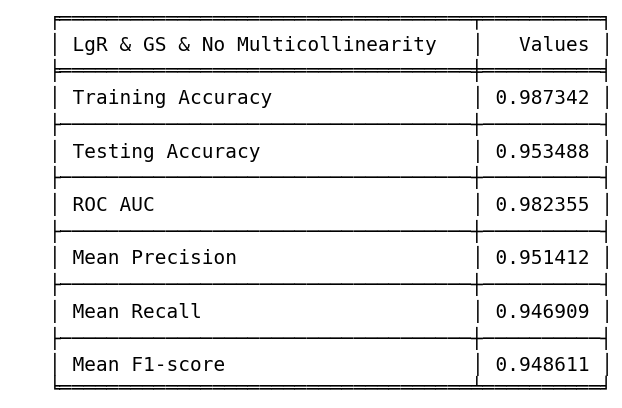 LgR & GS & No Multicollinearity Values
Training Accuracy 0.987342
Testing Accuracy 0.953488
ROC AUC 0.982355
Mean Precision 0.951412
Mean Recall 0.946909
Mean F1-score 0.948611